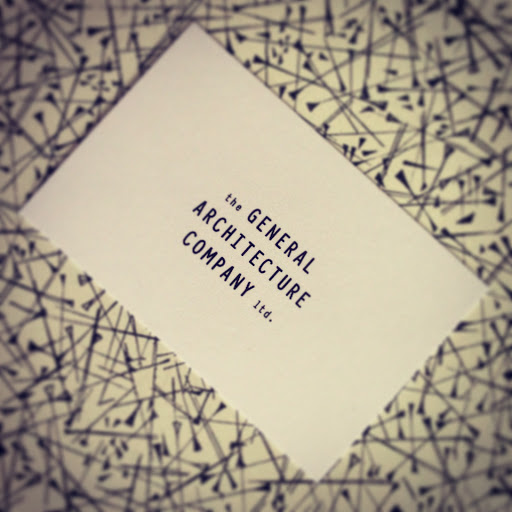 the GENERAL
ARCHITECTURE
COMPANY ltd.